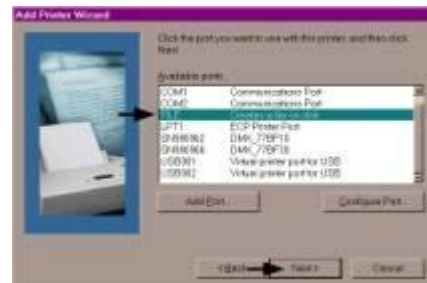 Add Printer Wizard
Click the port you want to use with this printer, and then click
Next.
Available ports:
COM1 Communications Port
COM2 Communications Port
FILE: Creates a file on disk
LPT1: ECP Printer Port
DMK_77BF10
DMK_77BF10
USB001 Virtual printer port for USB
USB002 Virtual printer port for USB
Add Port...
Configure Port...
< Back
Next >
Cancel